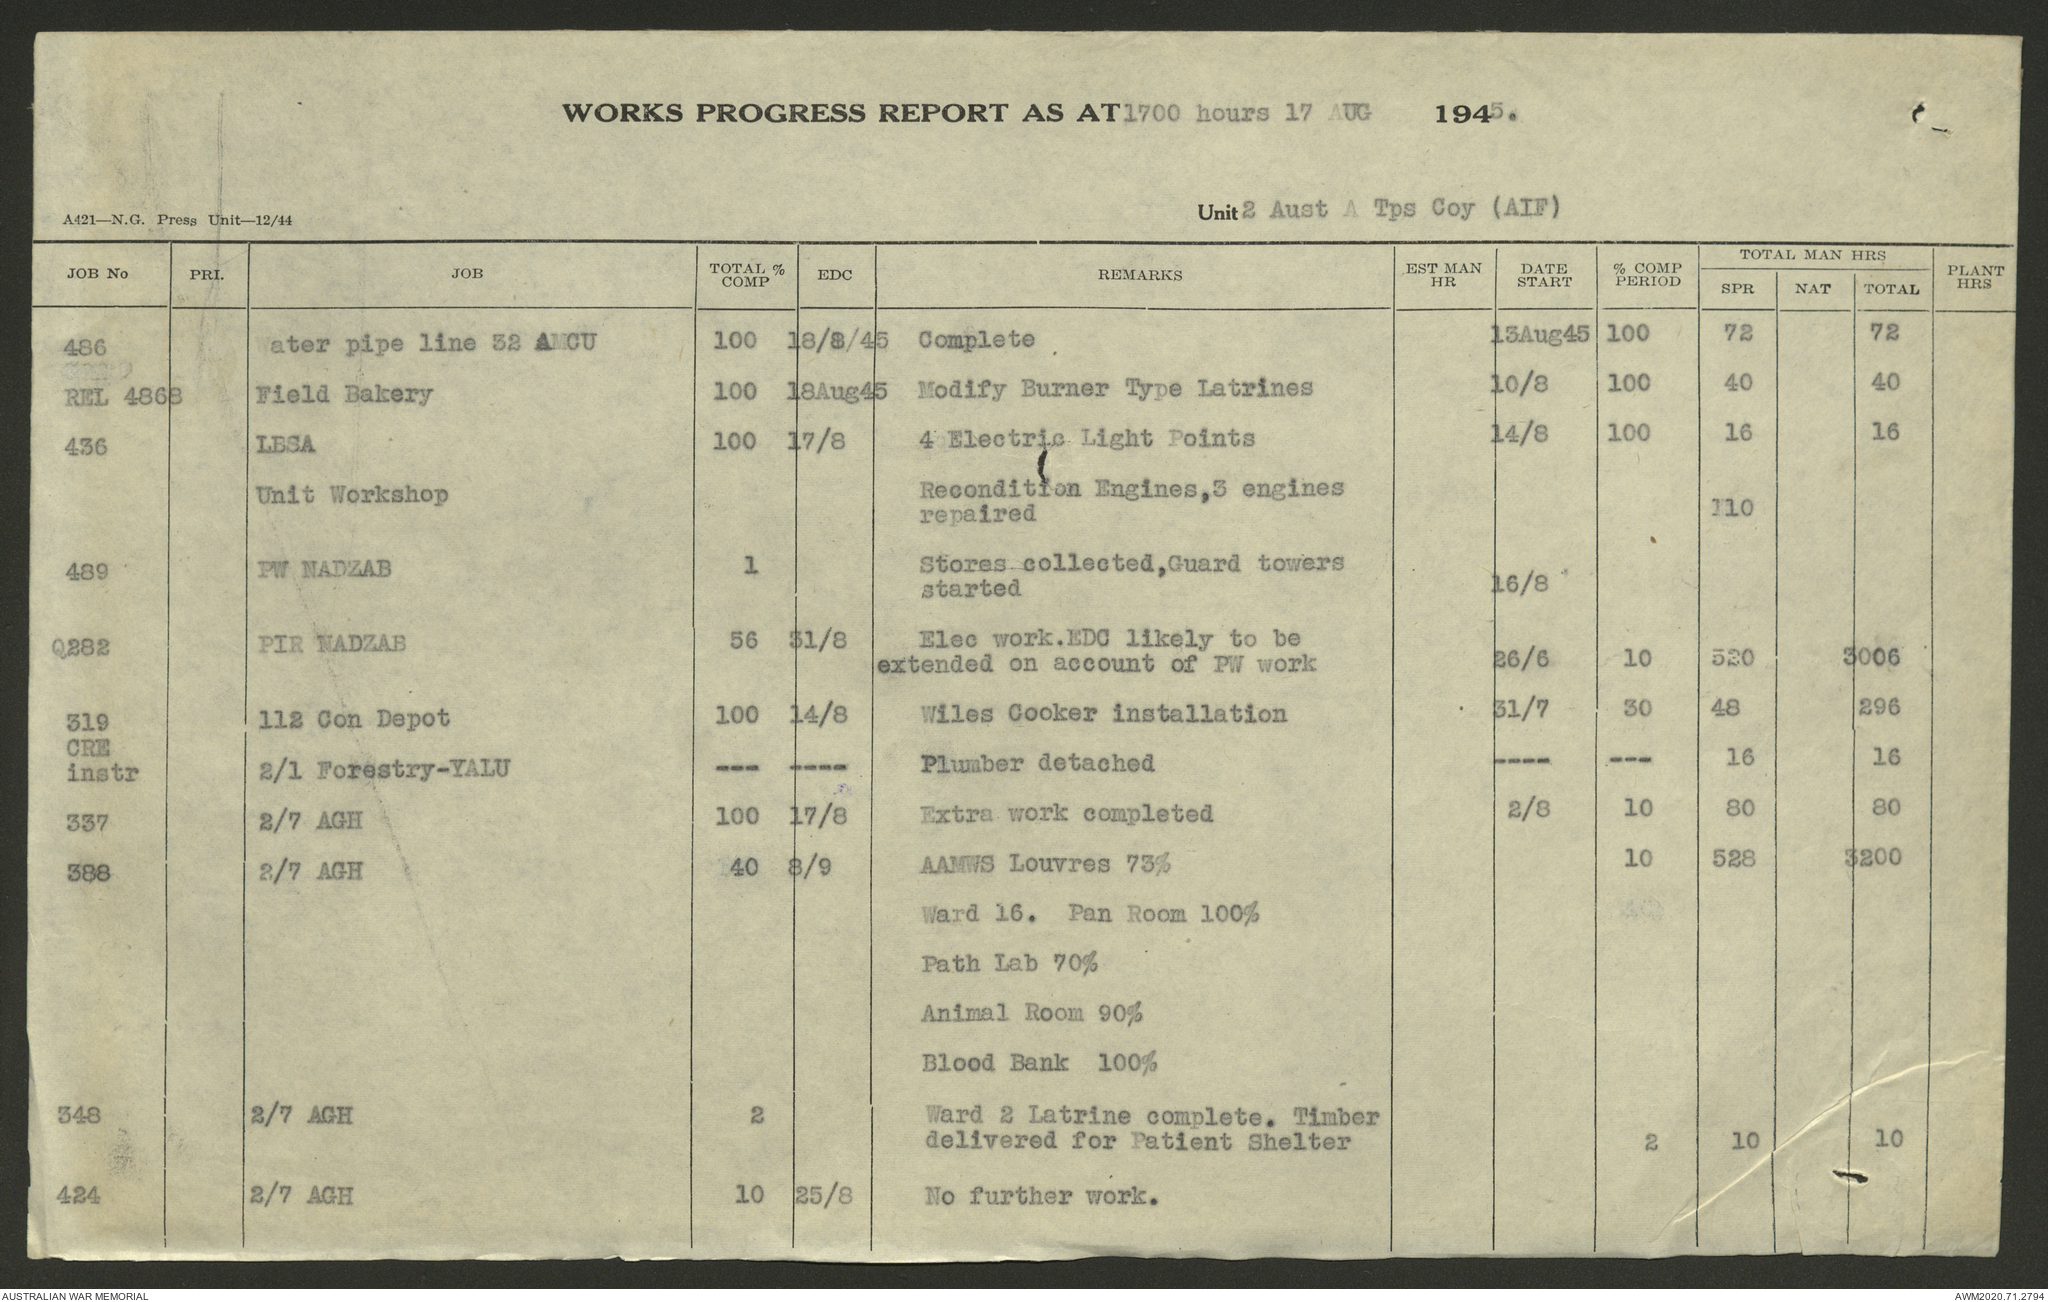 WORKS PROGRESS REPORT AS AT 1700 hours 17 AUG 1945.
A421—N.G. Press Unit—12/44
Unit 2 Aust A Tps Coy (AIF)
JOB No PRI. JOB TOTAL % COMP EDC REMARKS EST MAN HR DATE START % COMP PERIOD TOTAL MAN HRS SPR NAT TOTAL PLANT HRS
486 Water pipe line 32 AMCU 100 18/8/45 Complete 13Aug45 100 72 72
REL 4868 Field Bakery 100 18Aug45 Modify Burner Type Latrines 10/8 100 40 40
436 LBSA 100 17/8 4 Electric Light Points 14/8 100 16 16
Unit Workshop Recondition Engines,3 engines
repaired 110
489 PW NADZAB 1 Stores collected,Guard towers
started 16/8
Q282 PIR NADZAB 56 31/8 Elec work.EDC likely to be
extended on account of PW work 26/6 10 520 3006
319 112 Con Depot 100 14/8 Wiles Cooker installation 31/7 30 48 296
CRE
instr 2/1 Forestry-YALU --- ---- Plumber detached ---- --- 16 16
337 2/7 AGH 100 17/8 Extra work completed 2/8 10 80 80
388 2/7 AGH 40 8/9 AAMWS Louvres 73% 10 528 3200
Ward 16. Pan Room 100%
Path Lab 70%
Animal Room 90%
Blood Bank 100%
348 2/7 AGH 2 Ward 2 Latrine complete. Timber
delivered for Patient Shelter 2 10 10
424 2/7 AGH 10 25/8 No further work.
AUSTRALIAN WAR MEMORIAL
AWM2020.71.2794